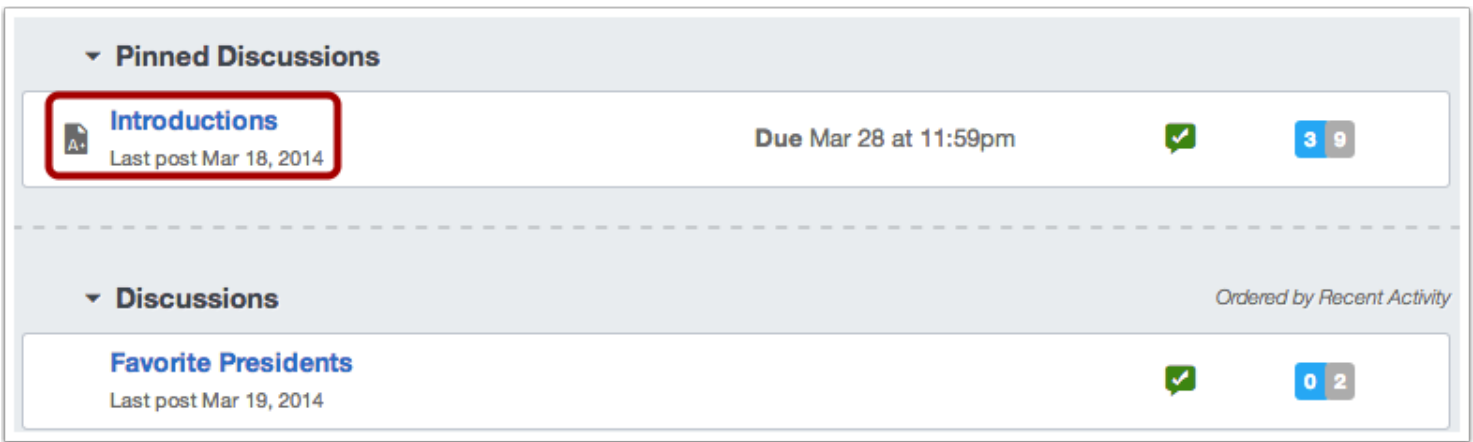 Pinned Discussions
Introductions
A+
Last post Mar 18, 2014
Due Mar 28 at 11:59pm
3 9
Discussions
Ordered by Recent Activity
Favorite Presidents
Last post Mar 19, 2014
0 2